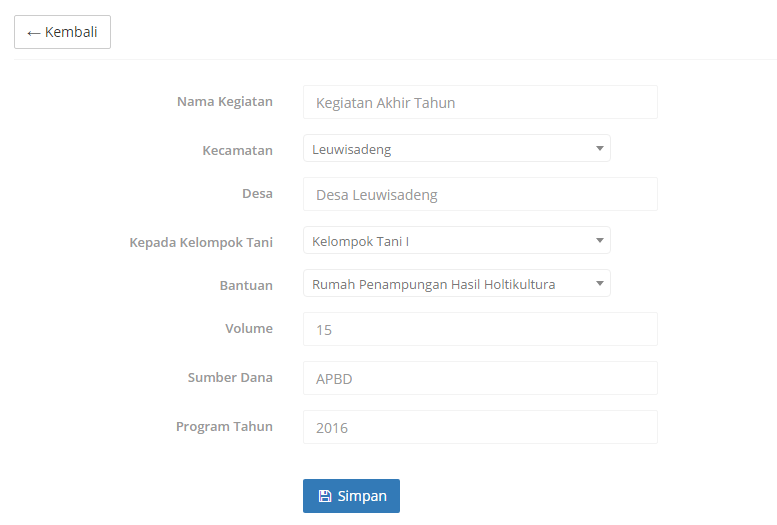 ← Kembali
Nama Kegiatan Kegiatan Akhir Tahun
Kecamatan Leuwisadeng
Desa Desa Leuwisadeng
Kepada Kelompok Tani Kelompok Tani I
Bantuan Rumah Penampungan Hasil Holtikultura
Volume 15
Sumber Dana APBD
Program Tahun 2016
Simpan